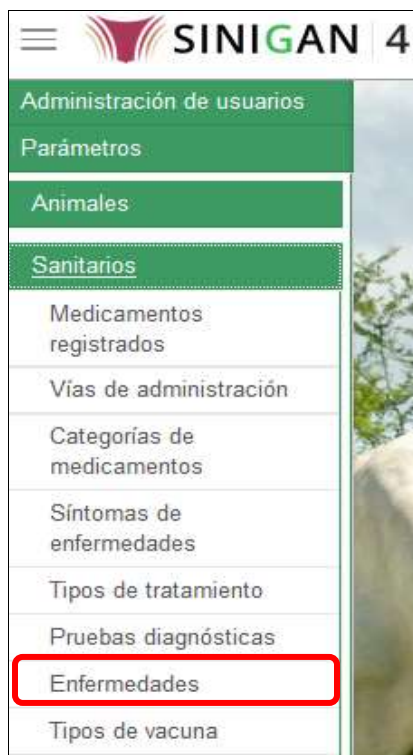 SINIGAN 4
Administración de usuarios
Parámetros
Animales
Sanitarios
Medicamentos
registrados
Vías de administración
Categorías de
medicamentos
Síntomas de
enfermedades
Tipos de tratamiento
Pruebas diagnósticas
Enfermedades
Tipos de vacuna